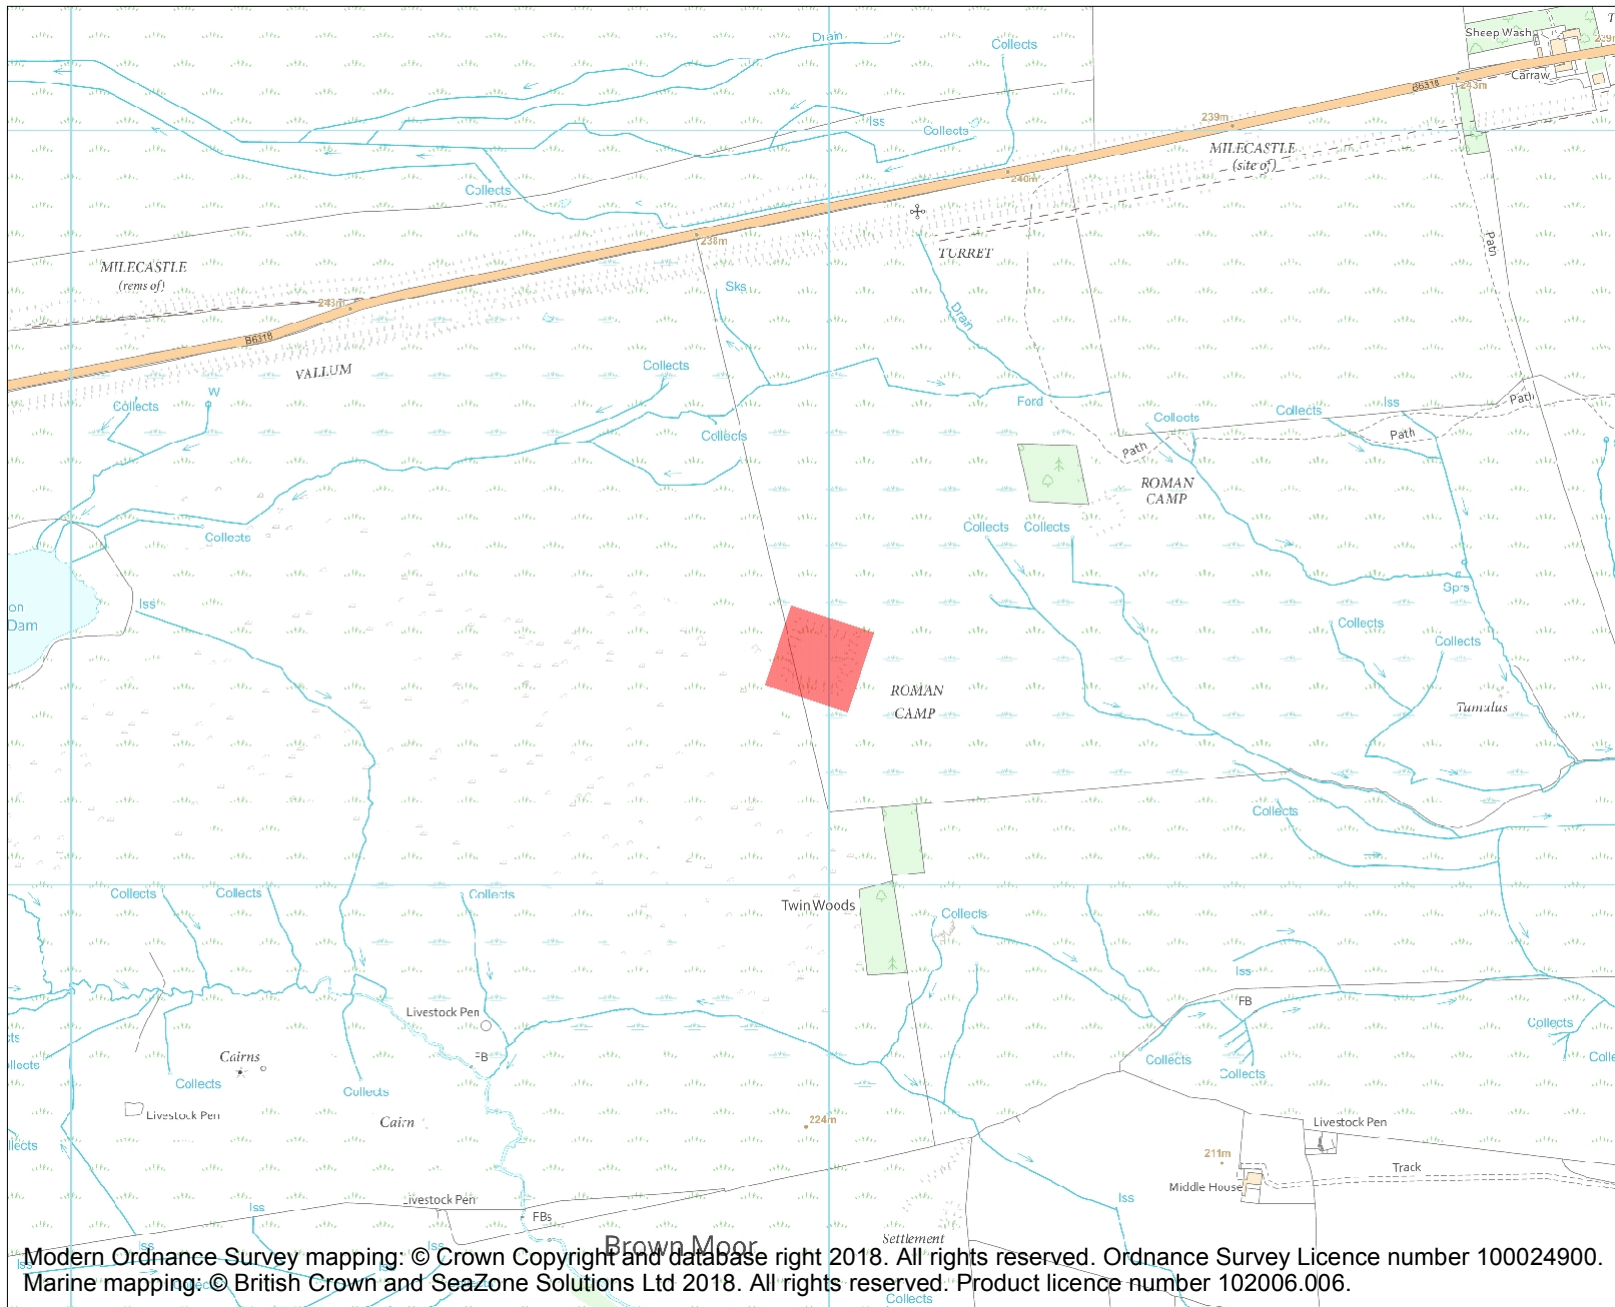 Drain
Collects
Sheep Wash
Carraw
B6318
243m
239m
Iss
Collects
MILECASTLE
(site of)
240m
Collects
238m
TURRET
MILECASTLE
(rems of)
243m
B6318
VALLUM
Sks
Drain
Path
Collects
W
Collects
Ford
Collects
Collects
Iss
Path
Path
Path
Collects
ROMAN
CAMP
Collects
Collects
Collects
Iss
Dam
Collects
Collects
Tumulus
ROMAN
CAMP
Collects
Collects
Collects
Collects
Twin Woods
Collects
Iss
FB
Livestock Pen
Collects
Cairns
Collects
Collects
Collects
Collects
Livestock Pen
Cairn
224m
Livestock Pen
211m
Track
Middle House
Iss
Iss
FBs
Settlement
Brown Moor
Iss
Iss
Iss
Iss
Modern Ordnance Survey mapping: © Crown Copyright and database right 2018. All rights reserved. Ordnance Survey Licence number 100024900.
Marine mapping: © British Crown and SeaZone Solutions Ltd 2018. All rights reserved. Product licence number 102006.006.
Collects